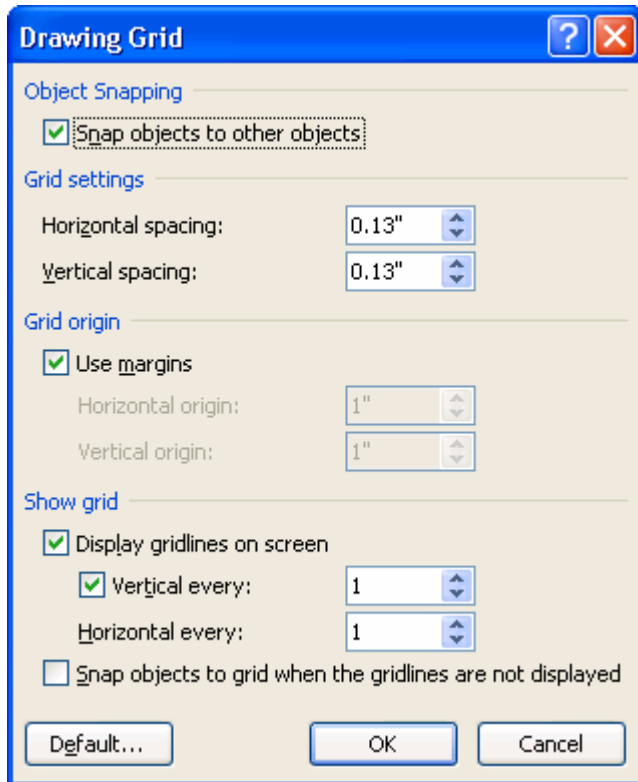 Drawing Grid
Object Snapping
Snap objects to other objects
Grid settings
Horizontal spacing: 0.13"
Vertical spacing: 0.13"
Grid origin
Use margins
Horizontal origin: 1"
Vertical origin: 1"
Show grid
Display gridlines on screen
Vertical every: 1
Horizontal every: 1
Snap objects to grid when the gridlines are not displayed
Default... OK Cancel